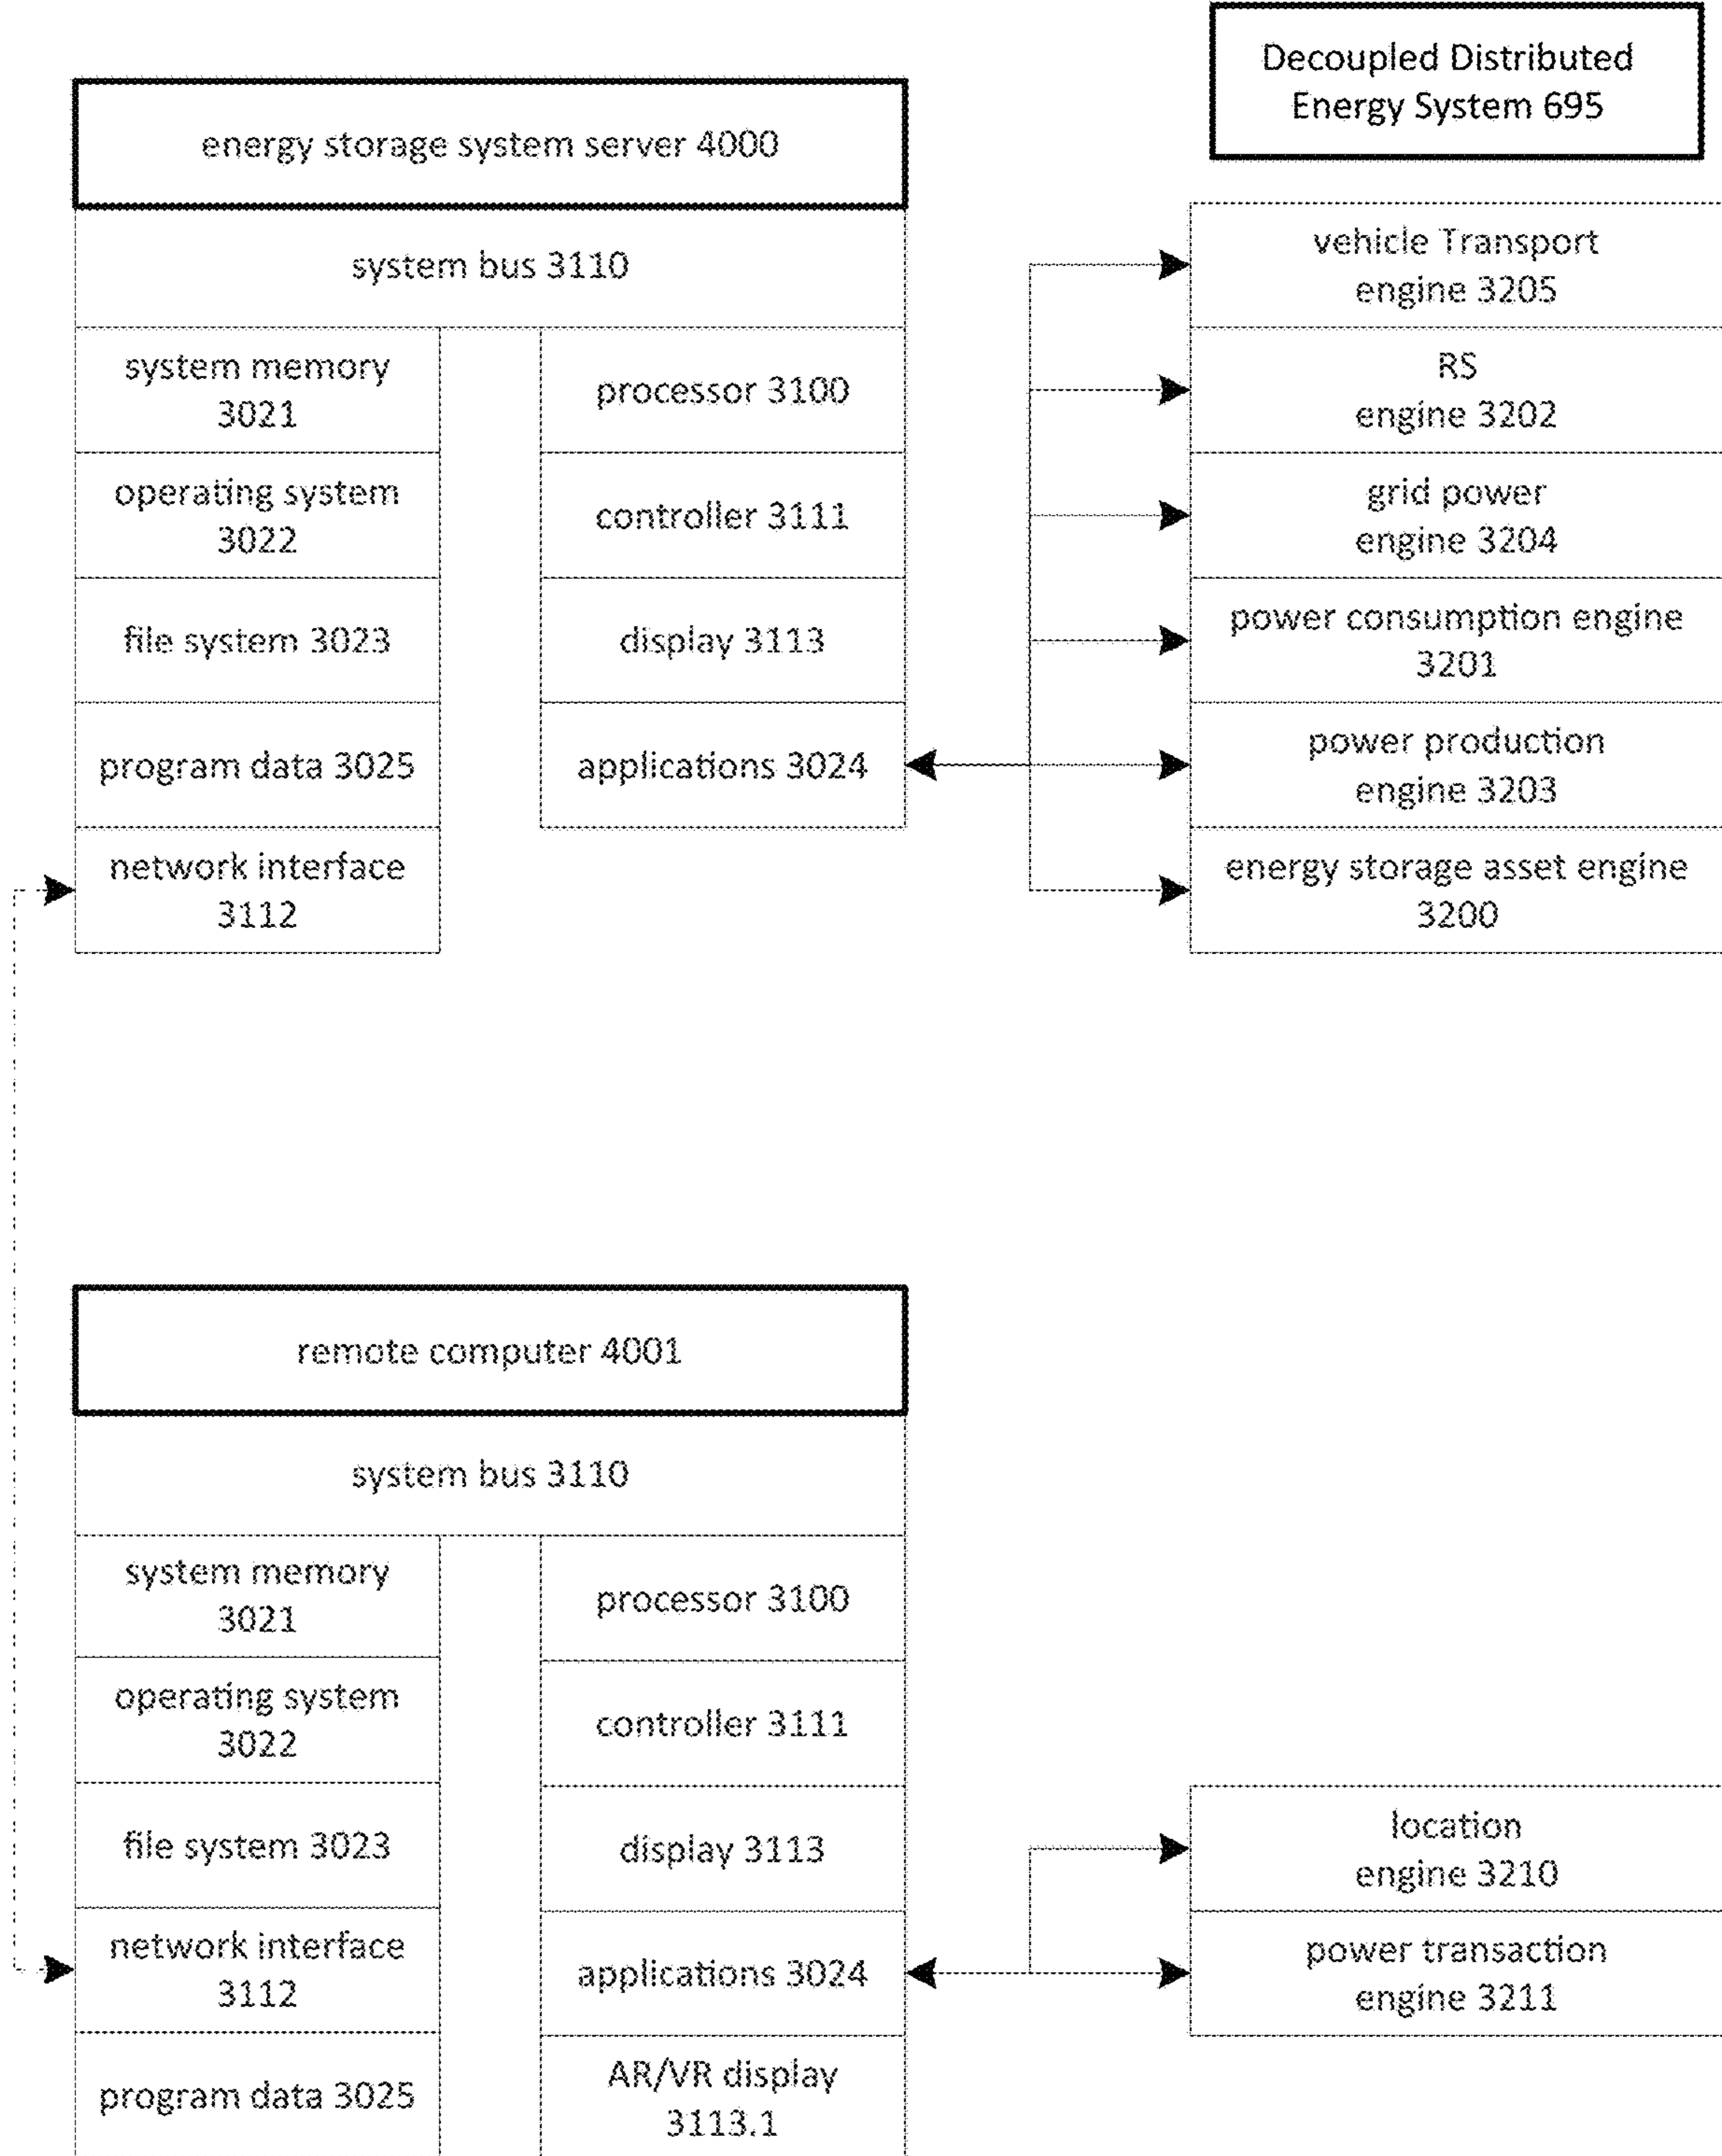 Decoupled Distributed
Energy System 695
energy storage system server 4000
system bus 3110
system memory
3021
operating system
3022
file system 3023
program data 3025
network interface
3112
processor 3100
controller 3111
display 3113
applications 3024
vehicle Transport
engine 3205
RS
engine 3202
grid power
engine 3204
power consumption engine
3201
power production
engine 3203
energy storage asset engine
3200
remote computer 4001
system bus 3110
system memory
3021
operating system
3022
file system 3023
network interface
3112
program data 3025
processor 3100
controller 3111
display 3113
applications 3024
AR/VR display
3113.1
location
engine 3210
power transaction
engine 3211